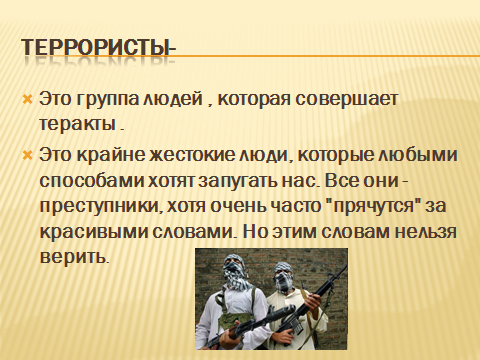 ТЕРРОРИСТЫ-
Это группа людей , которая совершает
теракты .
Это крайне жестокие люди, которые любыми
способами хотят запугать нас. Все они -
преступники, хотя очень часто "прячутся" за
красивыми словами. Но этим словам нельзя
верить.